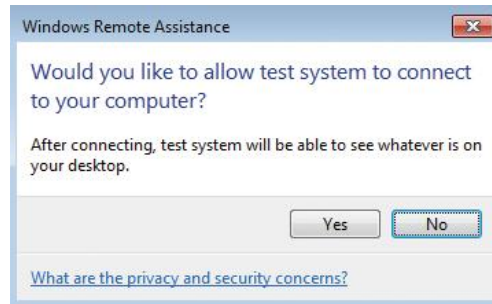 Windows Remote Assistance
Would you like to allow test system to connect
to your computer?
After connecting, test system will be able to see whatever is on
your desktop.
Yes No
What are the privacy and security concerns?